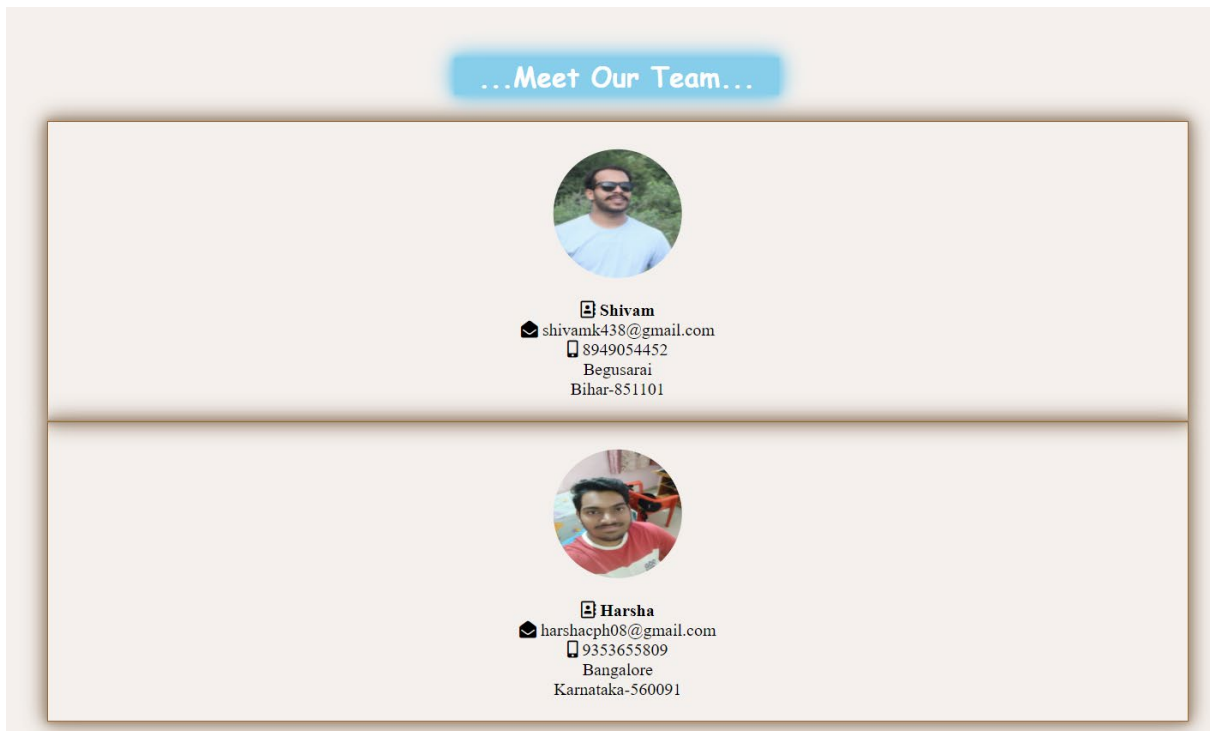 ...Meet Our Team...
Shivam
shivamk438@gmail.com
8949054452
Begusarai
Bihar-851101
Harsha
harshacph08@gmail.com
9353655809
Bangalore
Karnataka-560091